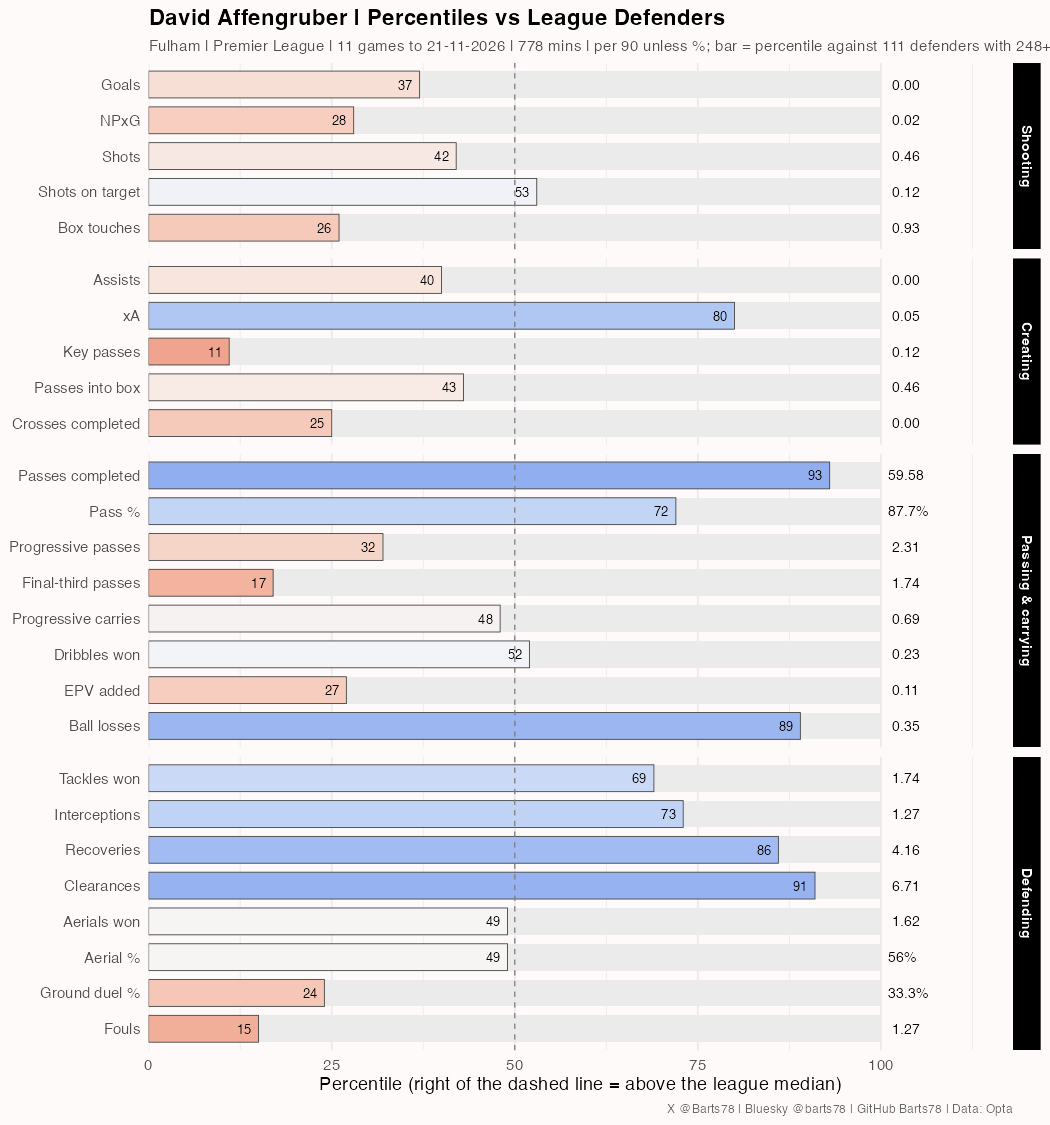 David Affengruber | Percentiles vs League Defenders
Fulham | Premier League | 11 games to 21-11-2026 | 778 mins | per 90 unless %; bar = percentile against 111 defenders with 248+
Goals 37 0.00
NPxG 28 0.02
Shots 42 0.46
Shots on target 53 0.12
Box touches 26 0.93
Shooting
Assists 40 0.00
xA 80 0.05
Key passes 11 0.12
Passes into box 43 0.46
Crosses completed 25 0.00
Creating
Passes completed 93 59.58
Pass % 72 87.7%
Progressive passes 32 2.31
Final-third passes 17 1.74
Progressive carries 48 0.69
Dribbles won 52 0.23
EPV added 27 0.11
Ball losses 89 0.35
Passing & carrying
Tackles won 69 1.74
Interceptions 73 1.27
Recoveries 86 4.16
Clearances 91 6.71
Aerials won 49 1.62
Aerial % 49 56%
Ground duel % 24 33.3%
Fouls 15 1.27
Defending
0 25 50 75 100
Percentile (right of the dashed line = above the league median)
X @Barts78 | Bluesky @barts78 | GitHub Barts78 | Data: Opta